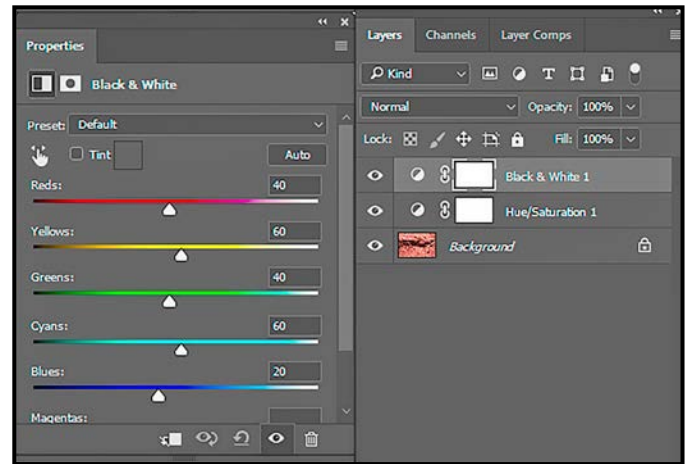 Properties
Black & White
Preset: Default
Tint
Auto
Reds:
40
Yellows:
60
Greens:
40
Cyans:
60
Blues:
20
Magentas:
Layers Channels Layer Comps
Kind
Normal
Opacity: 100%
Lock:
Fill: 100%
Black & White 1
Hue/Saturation 1
Background